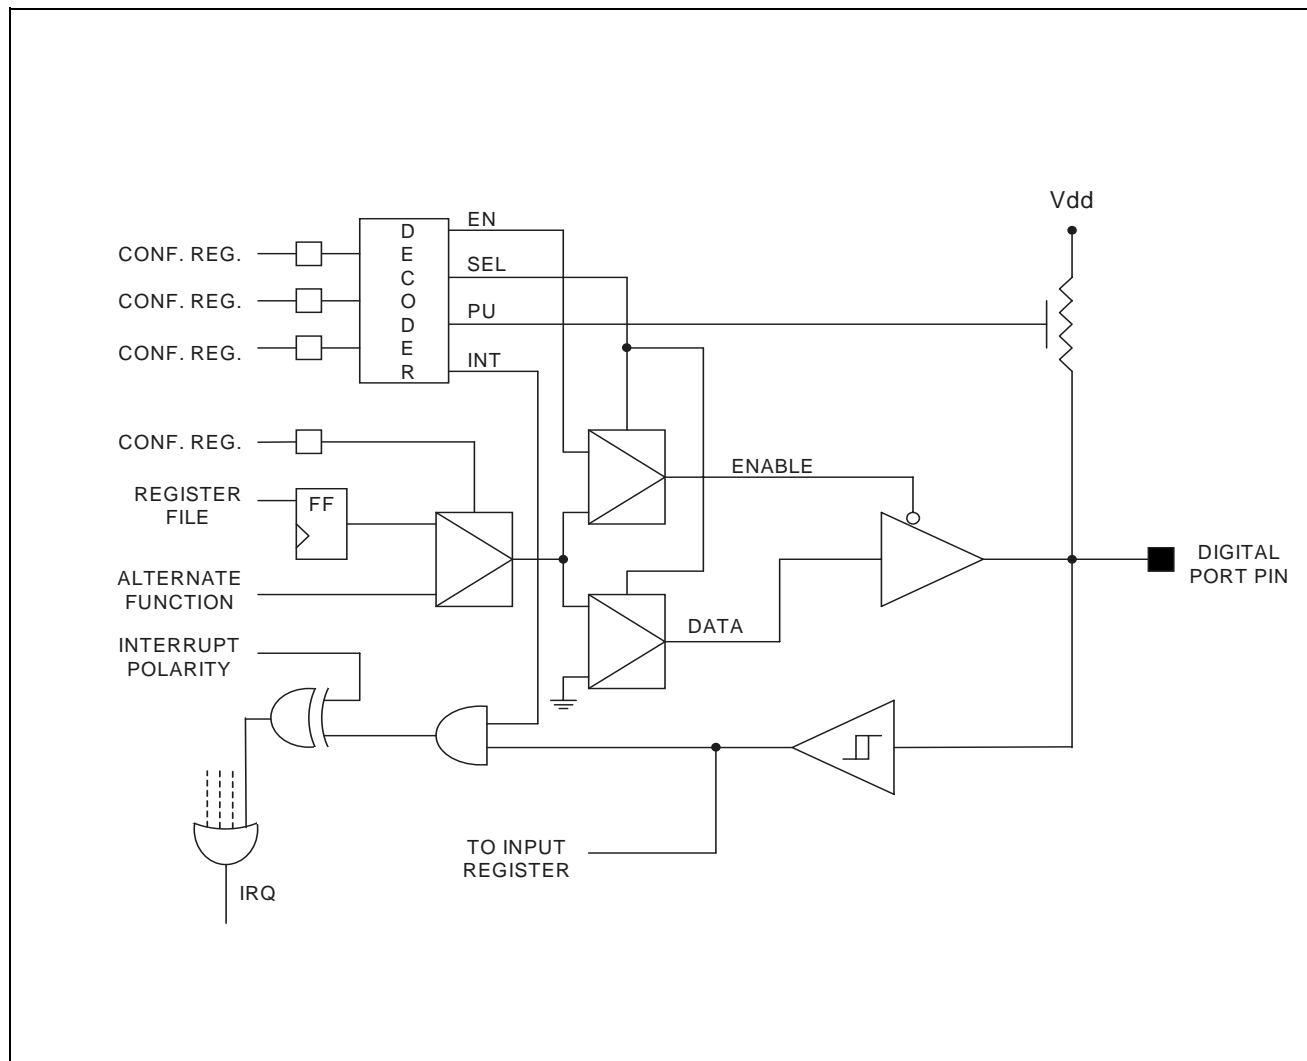 Vdd
EN
SEL
PU
INT
DECODER
CONF. REG.
CONF. REG.
CONF. REG.
CONF. REG.
REGISTER
FILE
FF
ALTERNATE
FUNCTION
INTERRUPT
POLARITY
ENABLE
DATA
DIGITAL
PORT PIN
TO INPUT
REGISTER
IRQ